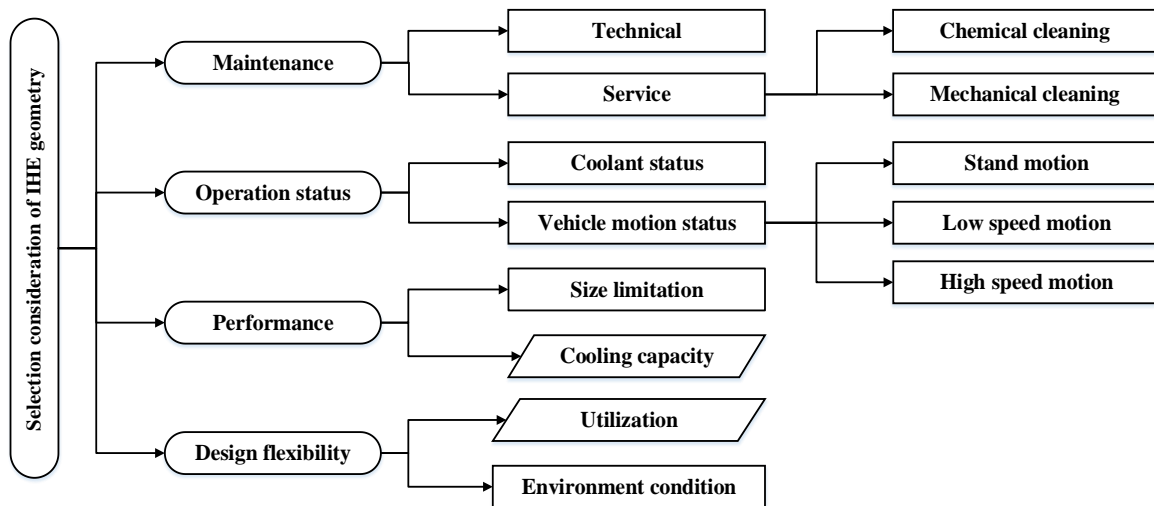 Selection consideration of IHE geometry
Maintenance
Technical
Service
Chemical cleaning
Mechanical cleaning
Operation status
Coolant status
Vehicle motion status
Stand motion
Low speed motion
High speed motion
Performance
Size limitation
Cooling capacity
Design flexibility
Utilization
Environment condition